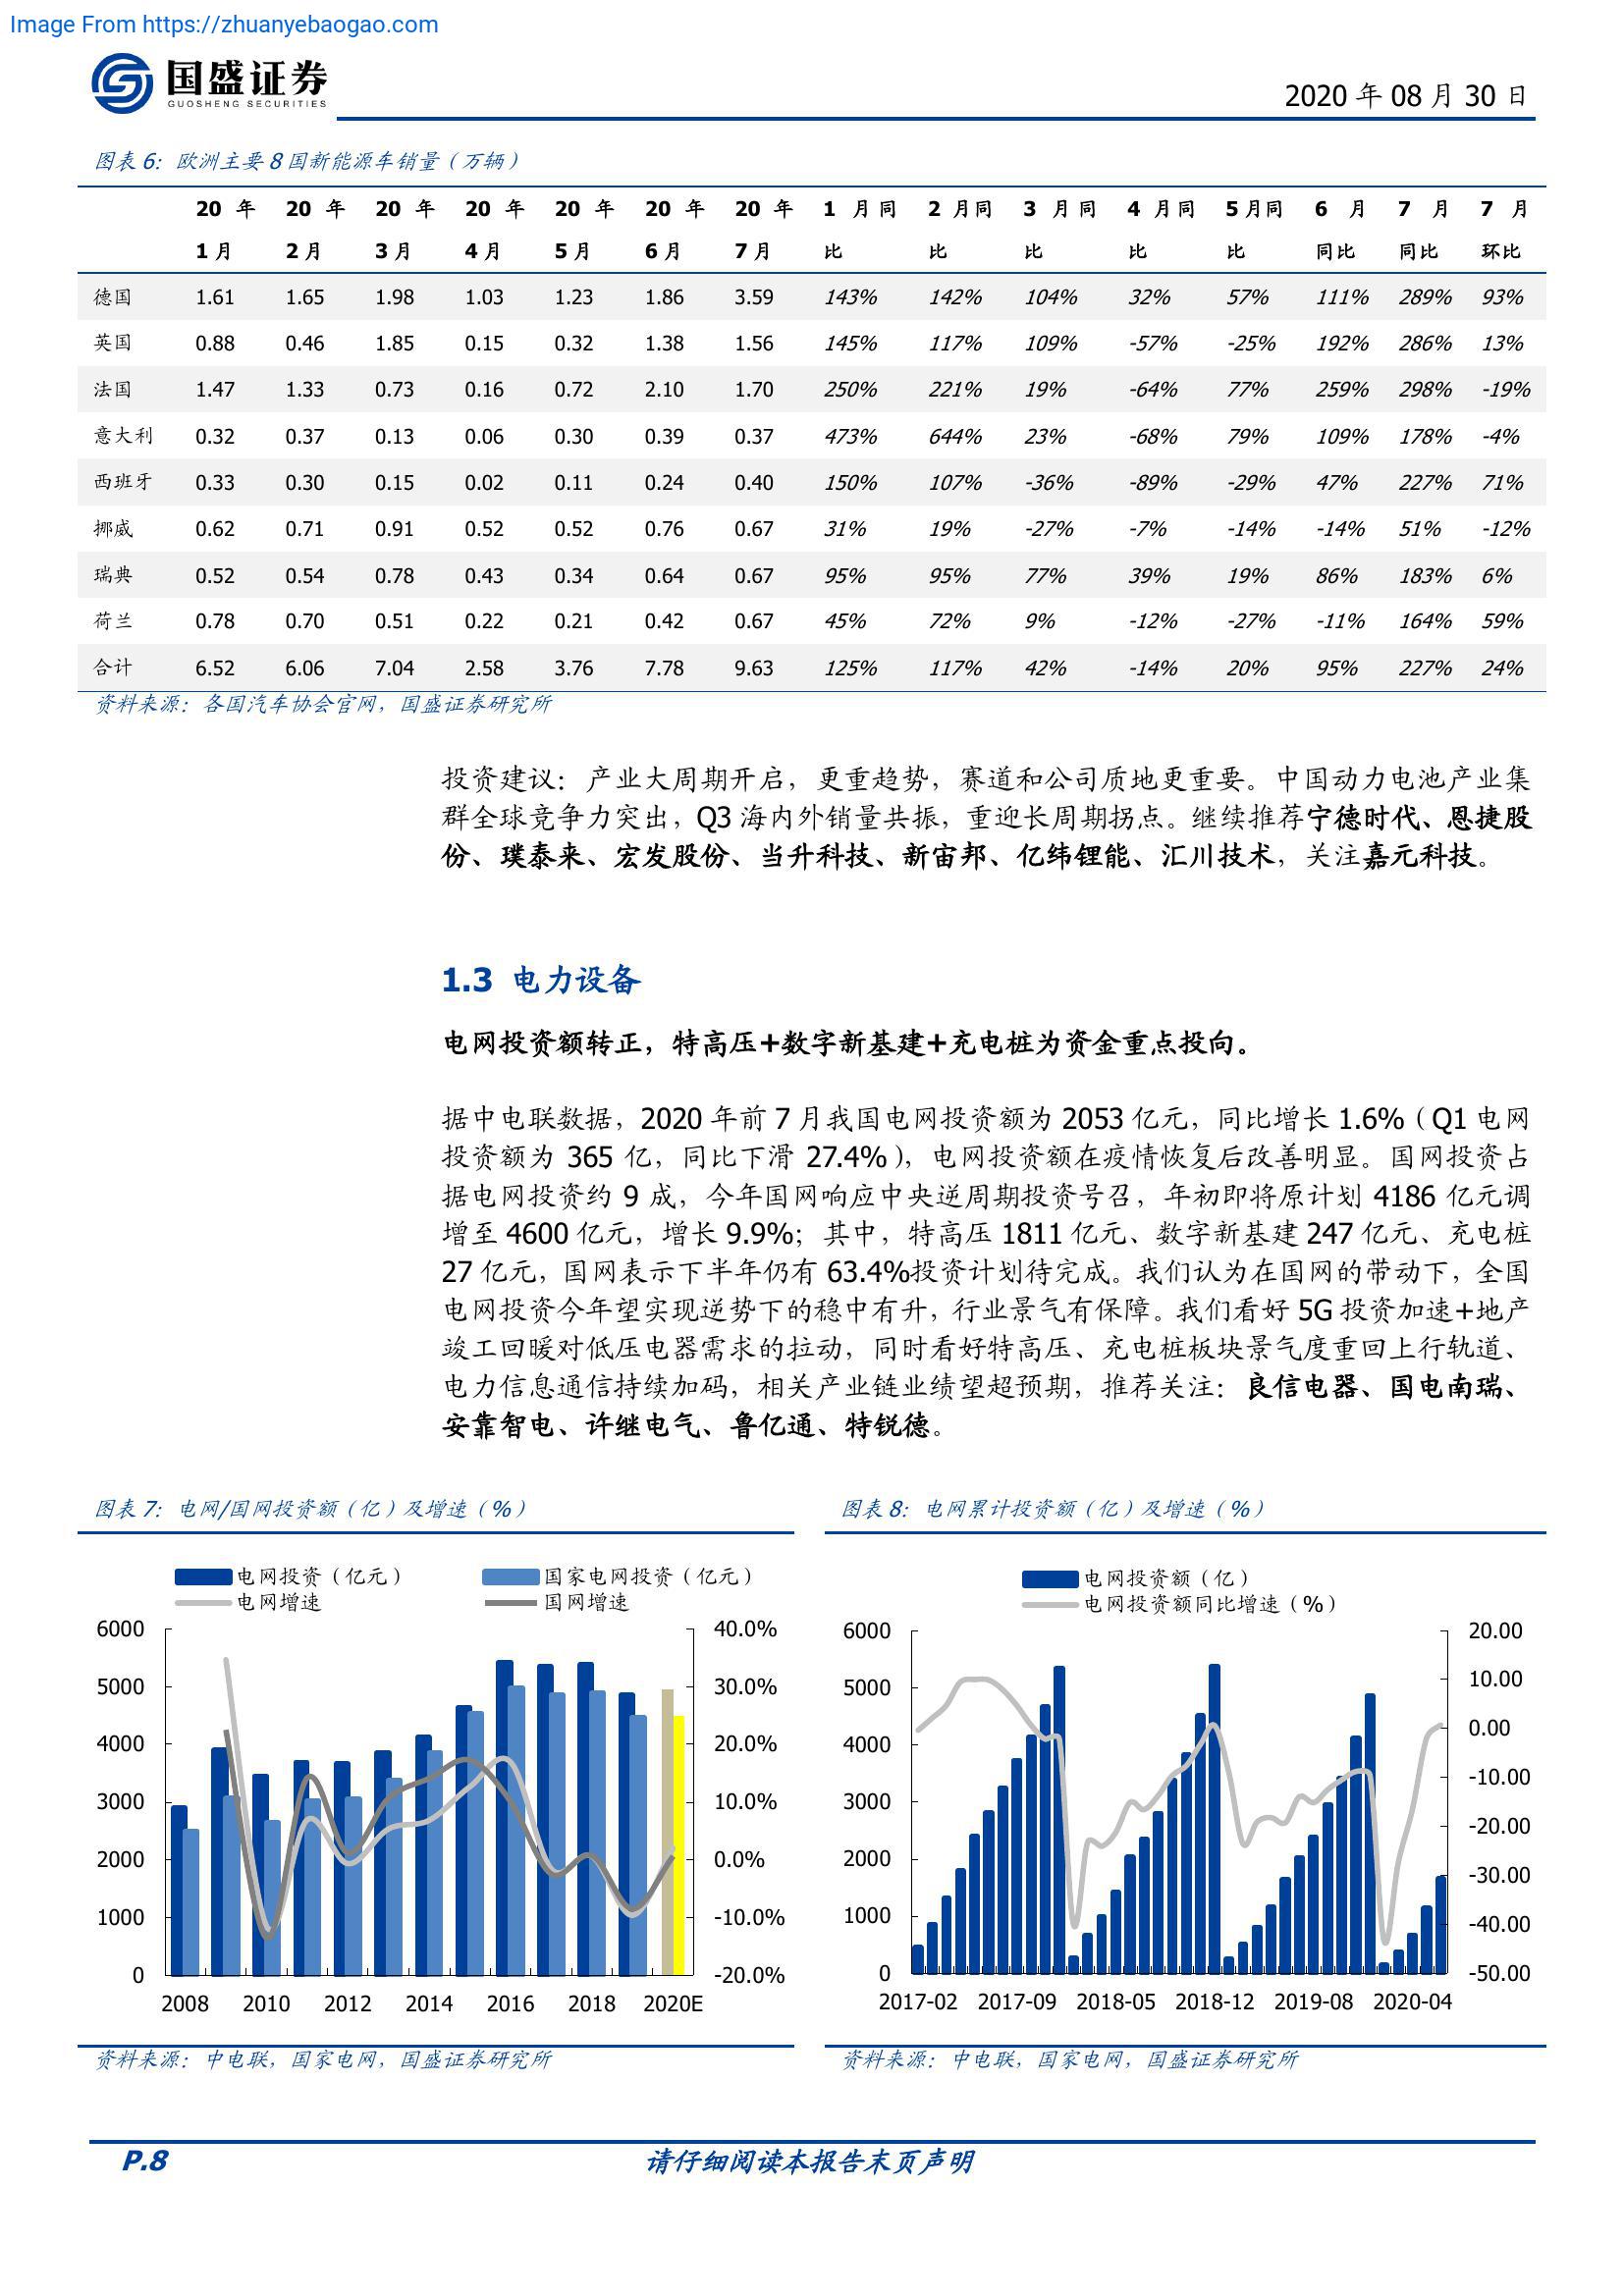 Image From https://zhuanyebaogao.com
国盛证券
GUOSHENG SECURITIES
2020 年 08 月 30 日
图表 6：欧洲主要 8 国新能源车销量（万辆）
20 年 20 年 20 年 20 年 20 年 20 年 20 年 1 月同 2 月同 3 月同 4 月同 5 月同 6 月 7 月 7 月
1 月 2 月 3 月 4 月 5 月 6 月 7 月 比 比 比 比 比 同比 同比 环比
德国 1.61 1.65 1.98 1.03 1.23 1.86 3.59 143% 142% 104% 32% 57% 111% 289% 93%
英国 0.88 0.46 1.85 0.15 0.32 1.38 1.56 145% 117% 109% -57% -25% 192% 286% 13%
法国 1.47 1.33 0.73 0.16 0.72 2.10 1.70 250% 221% 19% -64% 77% 259% 298% -19%
意大利 0.32 0.37 0.13 0.06 0.30 0.39 0.37 473% 644% 23% -68% 79% 109% 178% -4%
西班牙 0.33 0.30 0.15 0.02 0.11 0.24 0.40 150% 107% -36% -89% -29% 47% 227% 71%
挪威 0.62 0.71 0.91 0.52 0.52 0.76 0.67 31% 19% -27% -7% -14% -14% 51% -12%
瑞典 0.52 0.54 0.78 0.43 0.34 0.64 0.67 95% 95% 77% 39% 19% 86% 183% 6%
荷兰 0.78 0.70 0.51 0.22 0.21 0.42 0.67 45% 72% 9% -12% -27% -11% 164% 59%
合计 6.52 6.06 7.04 2.58 3.76 7.78 9.63 125% 117% 42% -14% 20% 95% 227% 24%
资料来源：各国汽车协会官网，国盛证券研究所
投资建议：产业大周期开启，更重趋势，赛道和公司质地更重要。中国动力电池产业集
群全球竞争力突出，Q3 海内外销量共振，重迎长周期拐点。继续推荐宁德时代、恩捷股
份、璞泰来、宏发股份、当升科技、新宙邦、亿纬锂能、汇川技术，关注嘉元科技。
1.3 电力设备
电网投资额转正，特高压+数字新基建+充电桩为资金重点投向。
据中电联数据，2020 年前 7 月我国电网投资额为 2053 亿元，同比增长 1.6%（Q1 电网
投资额为 365 亿，同比下滑 27.4%），电网投资额在疫情恢复后改善明显。国网投资占
据电网投资约 9 成，今年国网响应中央逆周期投资号召，年初即将原计划 4186 亿元调
增至 4600 亿元，增长 9.9%；其中，特高压 1811 亿元、数字新基建 247 亿元、充电桩
27 亿元，国网表示下半年仍有 63.4%投资计划待完成。我们认为在国网的带动下，全国
电网投资今年望实现逆势下的稳中有升，行业景气有保障。我们看好 5G 投资加速+地产
竣工回暖对低压电器需求的拉动，同时看好特高压、充电桩板块景气度重回上行轨道、
电力信息通信持续加码，相关产业链业绩望超预期，推荐关注：良信电器、国电南瑞、
安靠智电、许继电气、鲁亿通、特锐德。
图表 7：电网/国网投资额（亿）及增速（%）
电网投资（亿元） 国家电网投资（亿元）
电网增速 国网增速
6000 40.0%
5000 30.0%
4000 20.0%
3000 10.0%
2000 0.0%
1000 -10.0%
0 -20.0%
2008 2010 2012 2014 2016 2018 2020E
资料来源：中电联，国家电网，国盛证券研究所
图表 8：电网累计投资额（亿）及增速（%）
电网投资额（亿）
电网投资额同比增速（%）
6000 20.00
5000 10.00
4000 0.00
3000 -10.00
2000 -20.00
1000 -30.00
0 -40.00
-50.00
2017-02 2017-09 2018-05 2018-12 2019-08 2020-04
资料来源：中电联，国家电网，国盛证券研究所
P.8 请仔细阅读本报告末页声明